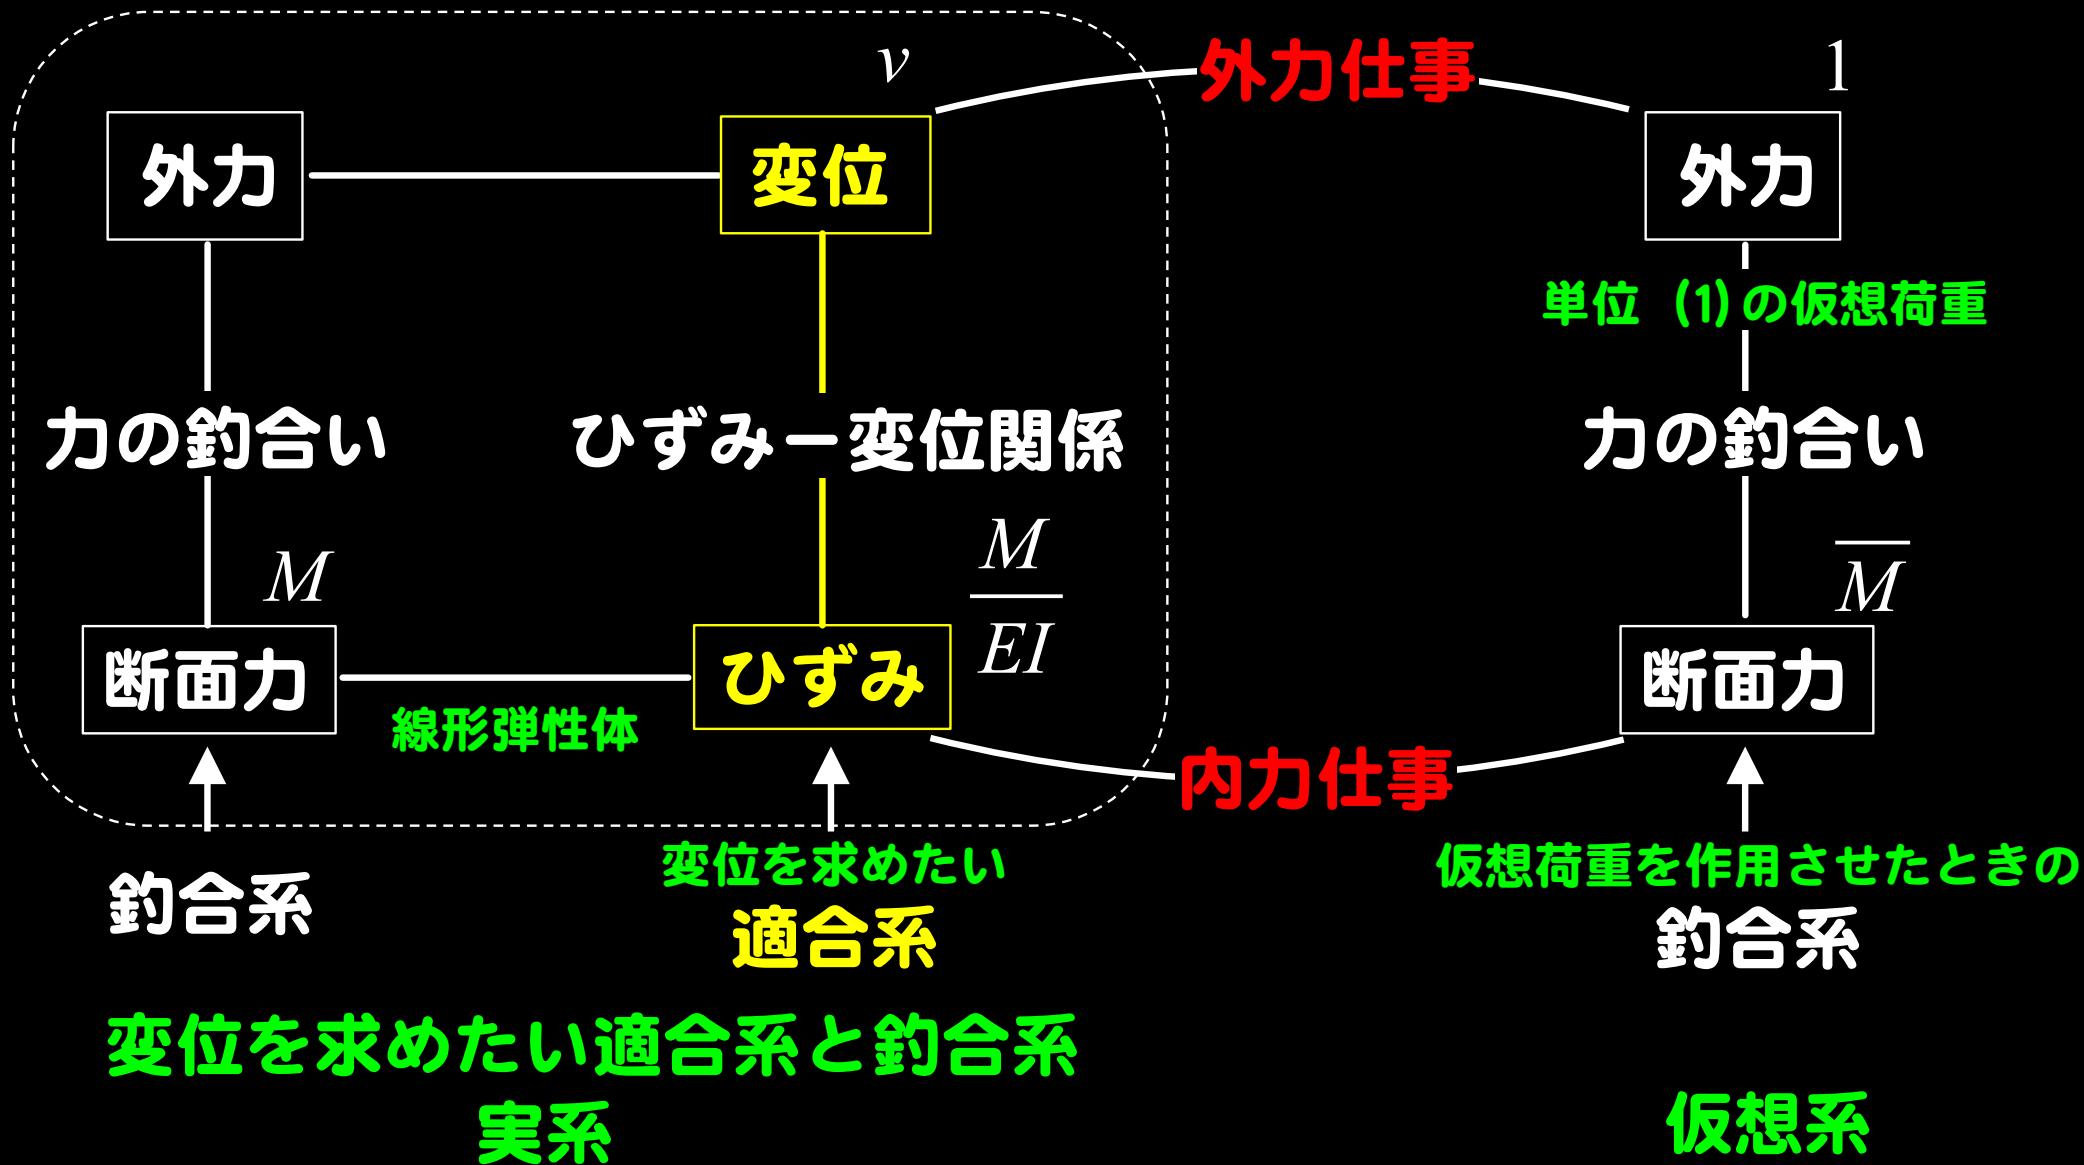 v
外力仕事
1
外力
変位
外力
単位（1）の仮想荷重
力の釣合い
ひずみー変位関係
力の釣合い
M
M
EI
M
断面力
ひずみ
断面力
線形弾性体
内力仕事
釣合系
変位を求めたい
適合系
仮想荷重を作用させたときの
釣合系
変位を求めたい適合系と釣合系
実系
仮想系